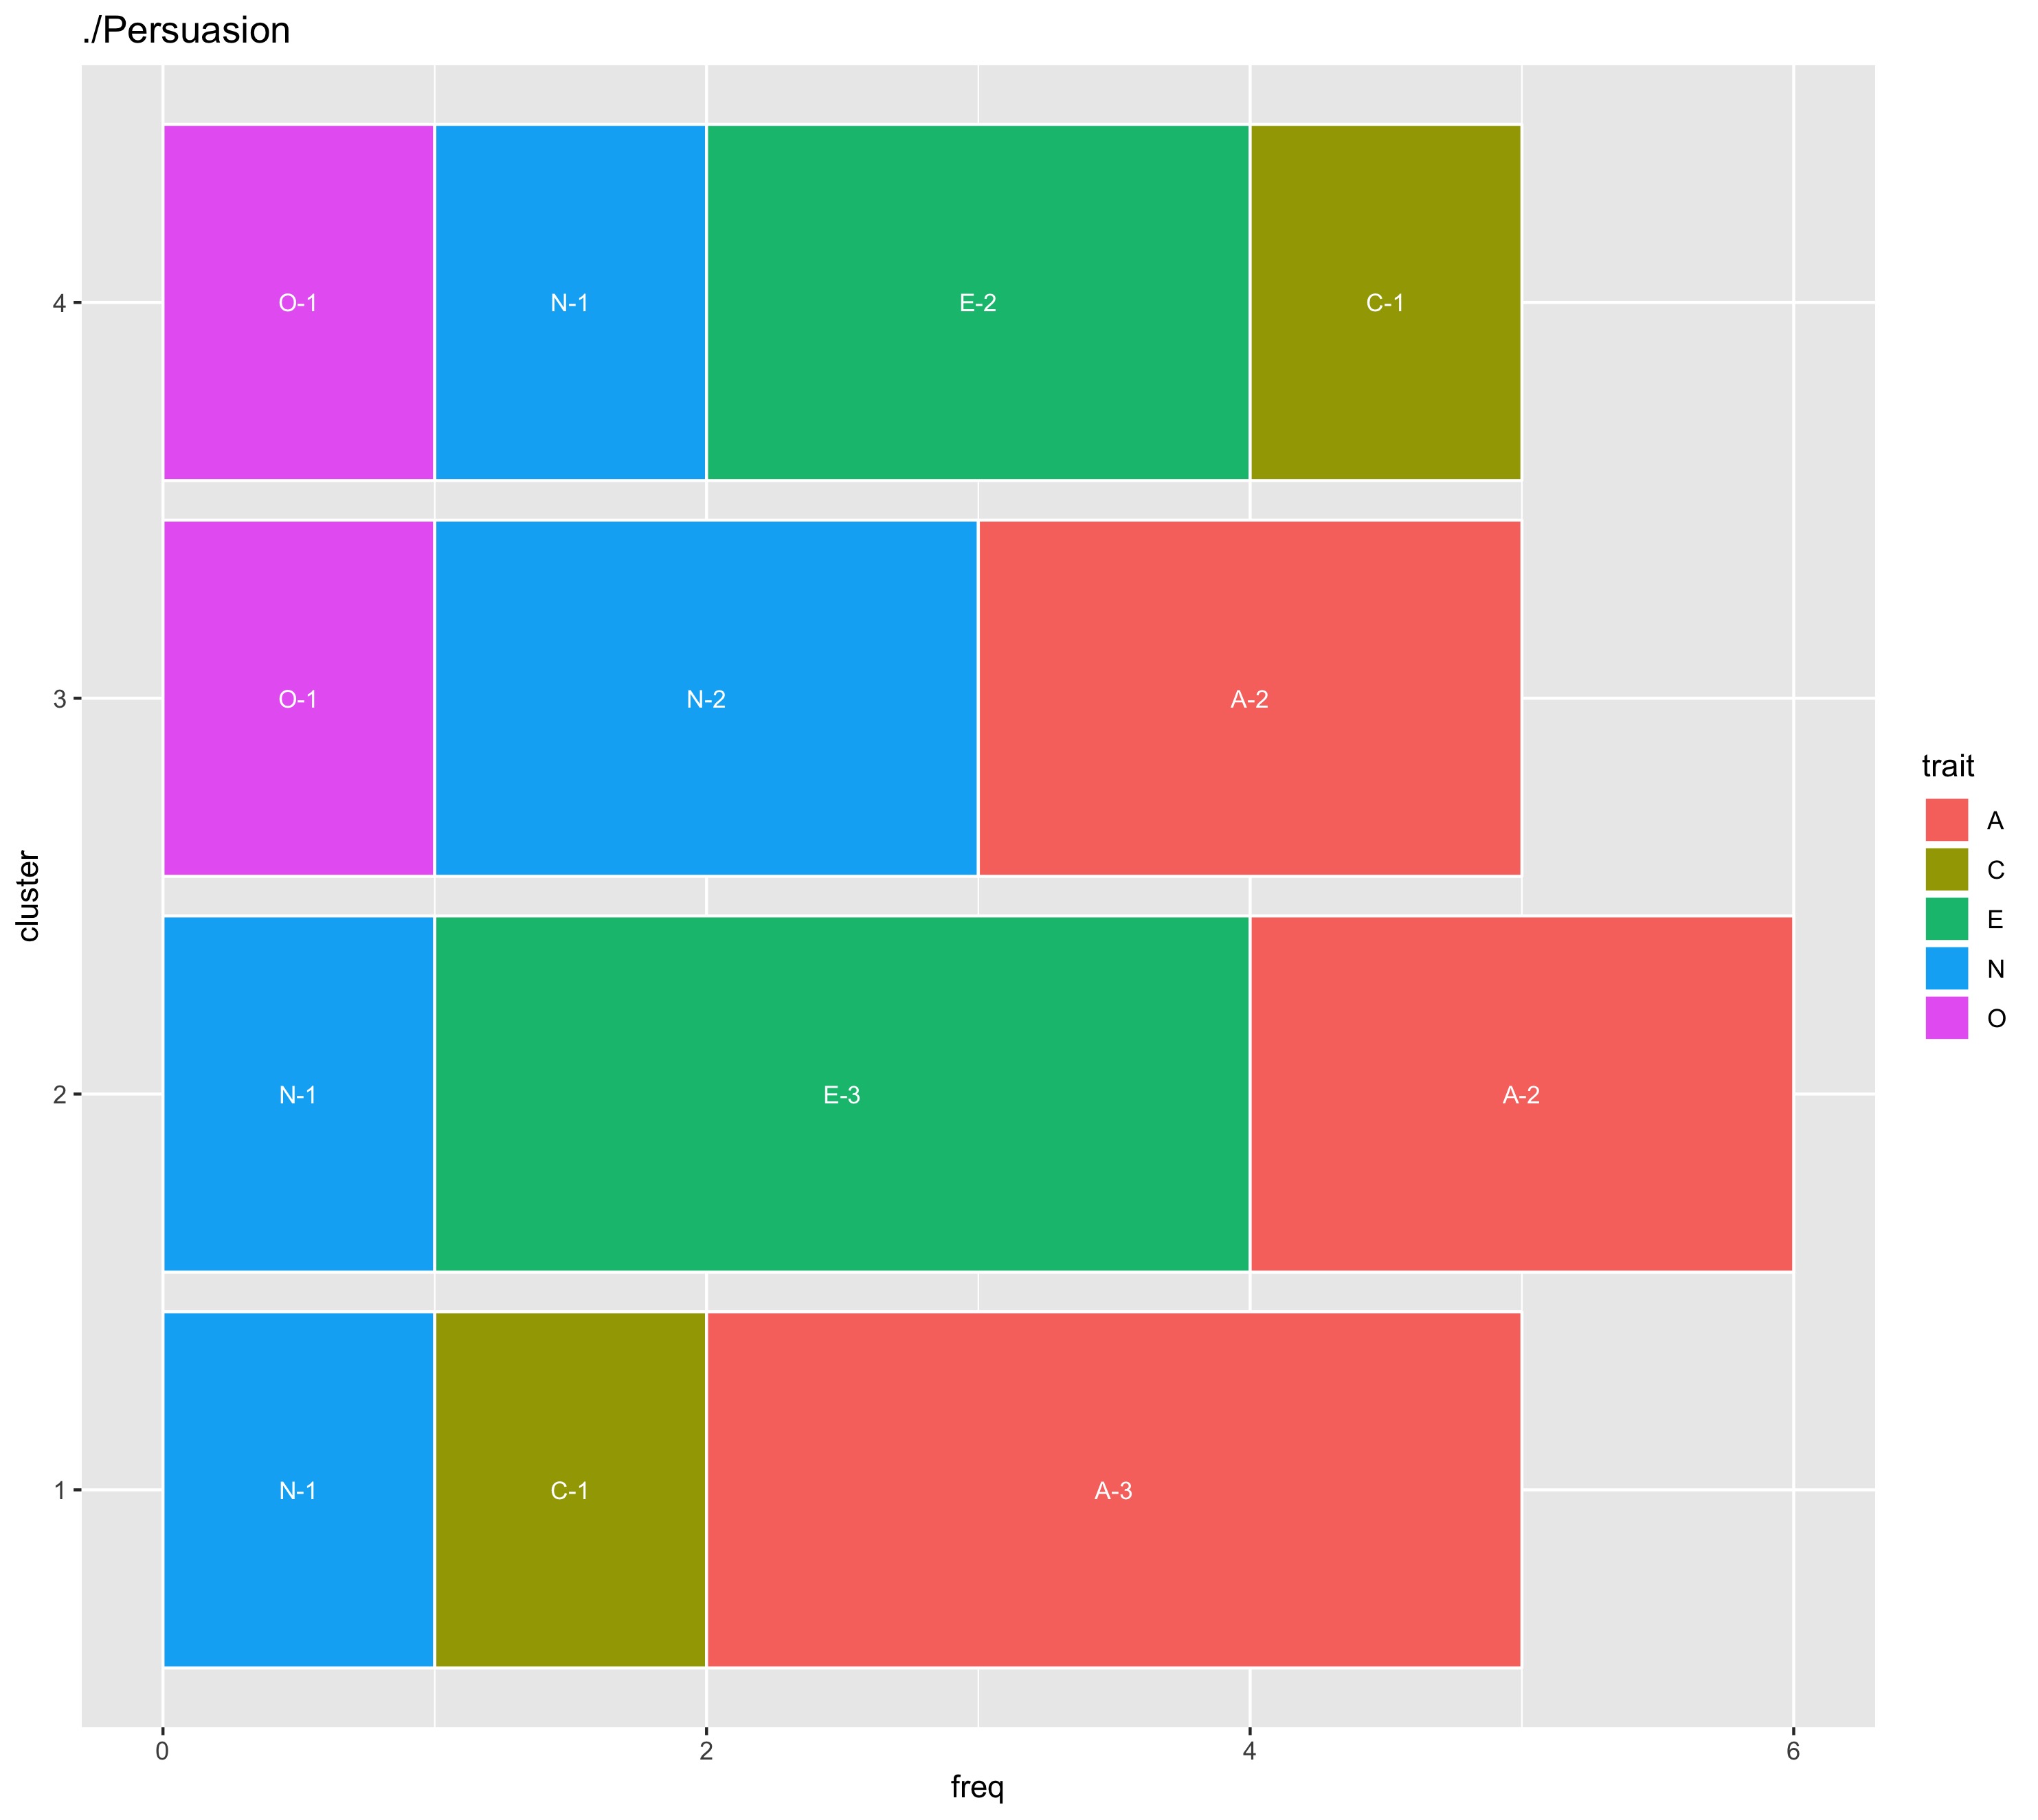 ./Persuasion
4
O-1 N-1 E-2 C-1
3
O-1 N-2 A-2
2
N-1 E-3 A-2
1
N-1 C-1 A-3
cluster
0 2 4 6
freq
trait
A
C
E
N
O